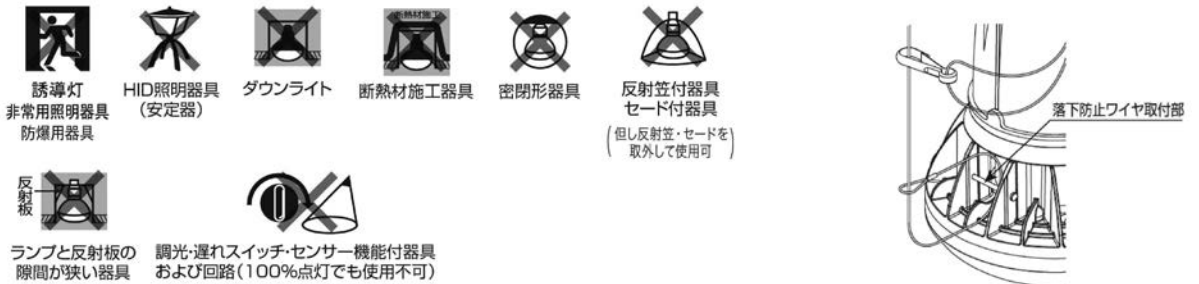 誘導灯
非常用照明器具
防爆用器具
HID照明器具
(安定器)
ダウンライト
断熱材施工
断熱材施工器具
密閉形器具
反射笠付器具
セード付器具
(但し反射笠・セードを
取外して使用可)
落下防止ワイヤ取付部
反射板
ランプと反射板の
隙間が狭い器具
調光・遅れスイッチ・センサー機能付器具
および回路(100%点灯でも使用不可)